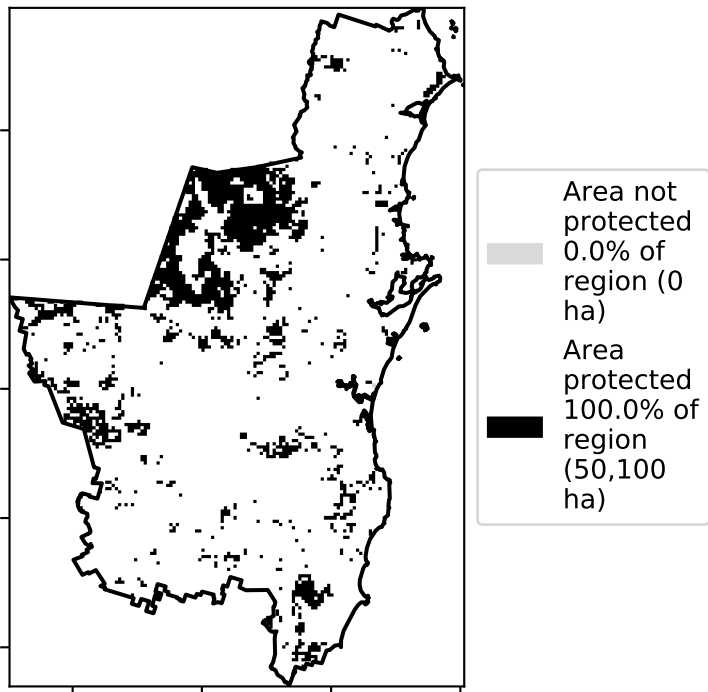 Area not
protected
0.0% of
region (0
ha)
Area
protected
100.0% of
region
(50,100
ha)